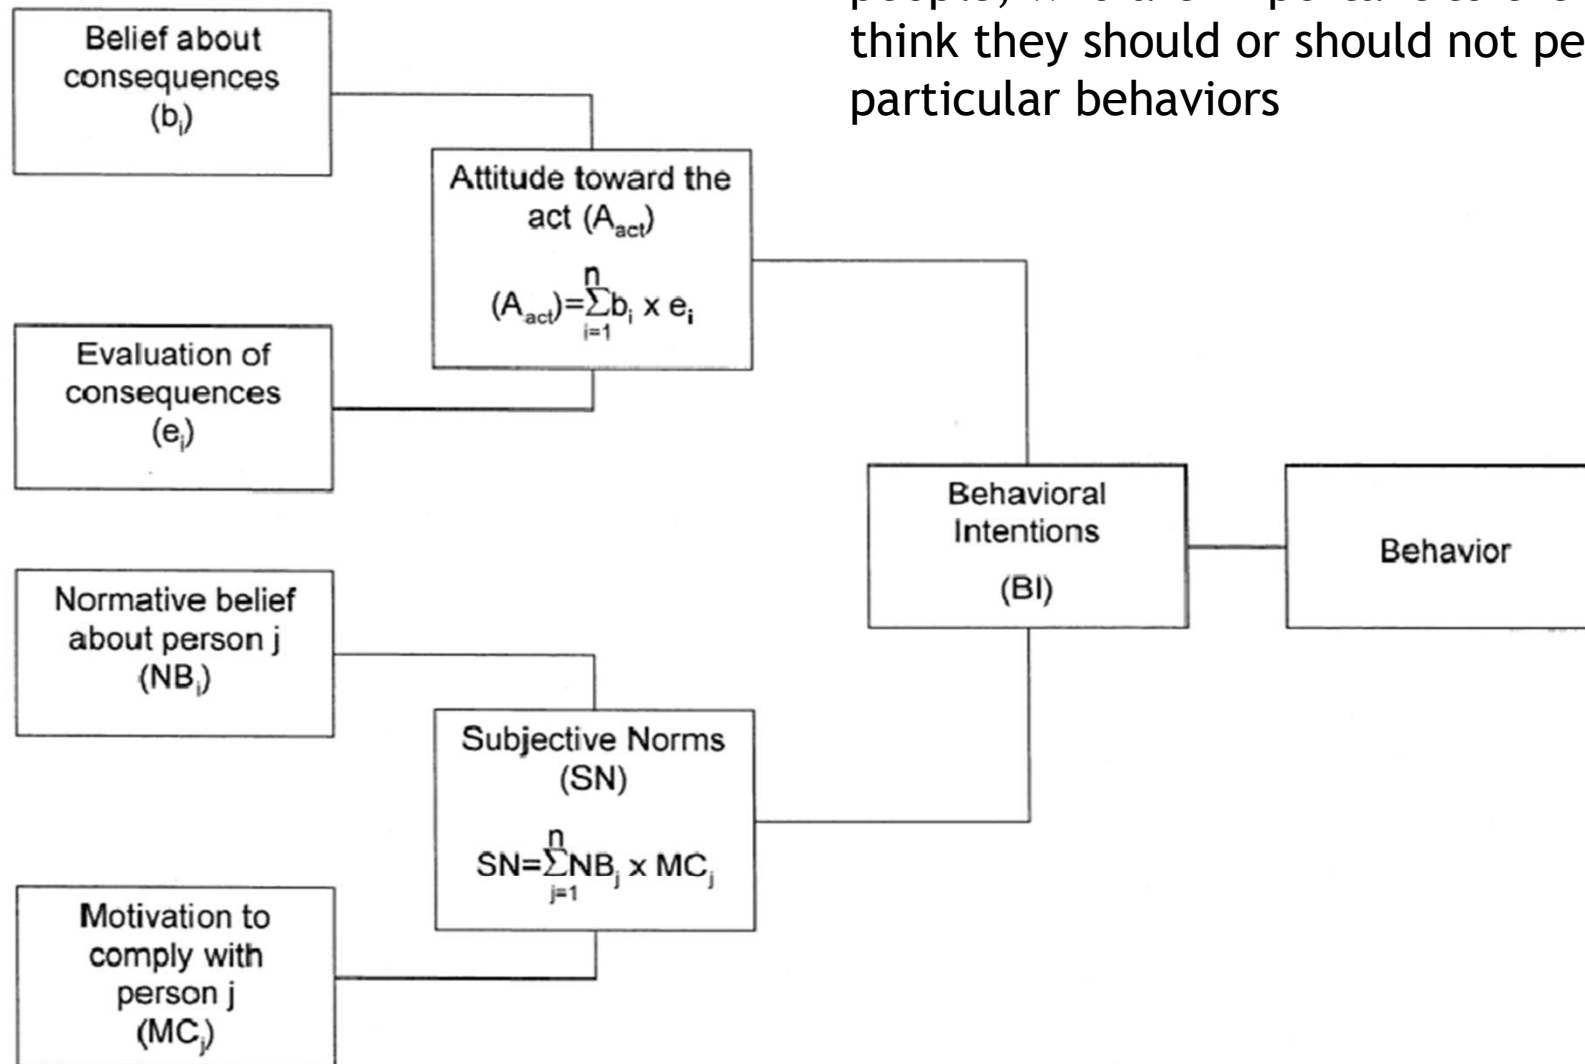 think they should or should not pe
particular behaviors
Belief about
consequences
(bᵢ)
Evaluation of
consequences
(eᵢ)
Attitude toward the
act (Aₐcₜ)
n
(Aₐcₜ)=Σbᵢ x eᵢ
i=1
Normative belief
about person j
(NBⱼ)
Motivation to
comply with
person j
(MCⱼ)
Subjective Norms
(SN)
n
SN=ΣNBⱼ x MCⱼ
j=1
Behavioral
Intentions
(BI)
Behavior